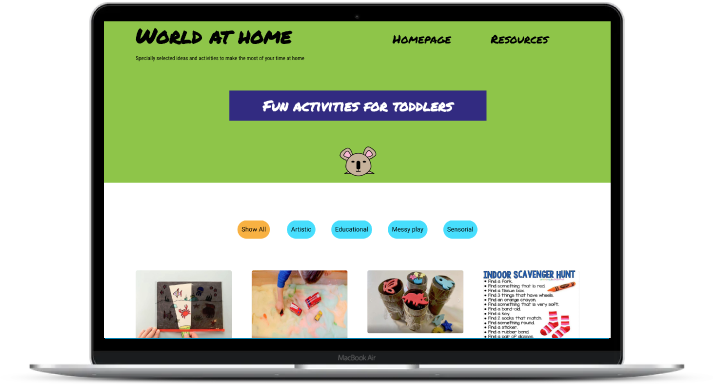 World at home
Homepage
Resources
Specially selected ideas and activities to make the most of your time at home
Fun activities for toddlers
Show All
Artistic
Educational
Messy play
Sensorial
INDOOR SCAVENGER HUNT
• Find a fork.
• Find something that is red.
• Find a tissue box.
• Find 3 things that have wheels.
• Find an orange crayon.
• Find something that is very soft.
• Find a band-aid.
• Find a key.
• Find 2 socks that match.
• Find something round.
• Find a sticker.
• Find a rubber band.
• Find a pair of glasses.
MacBook Air